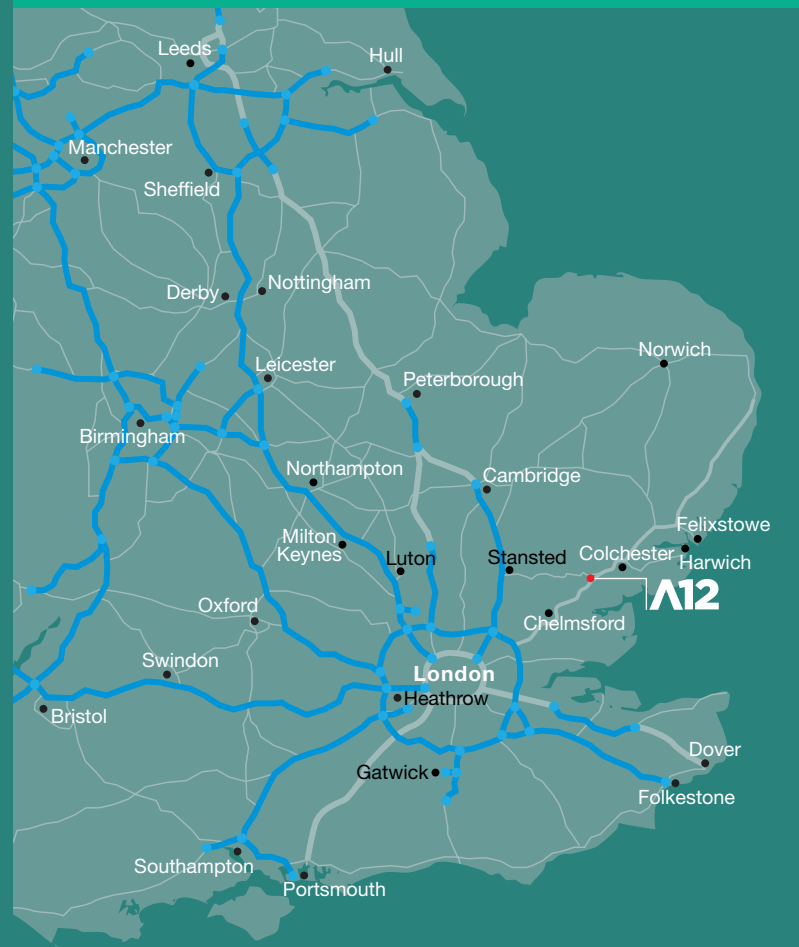 Leeds
Hull
Manchester
Sheffield
Nottingham
Derby
Norwich
Leicester
Peterborough
Birmingham
Northampton
Cambridge
Felixstowe
Milton
Keynes
Luton
Stansted
Colchester
Harwich
A12
Oxford
Chelmsford
Swindon
London
Heathrow
Bristol
Dover
Gatwick
Folkestone
Southampton
Portsmouth